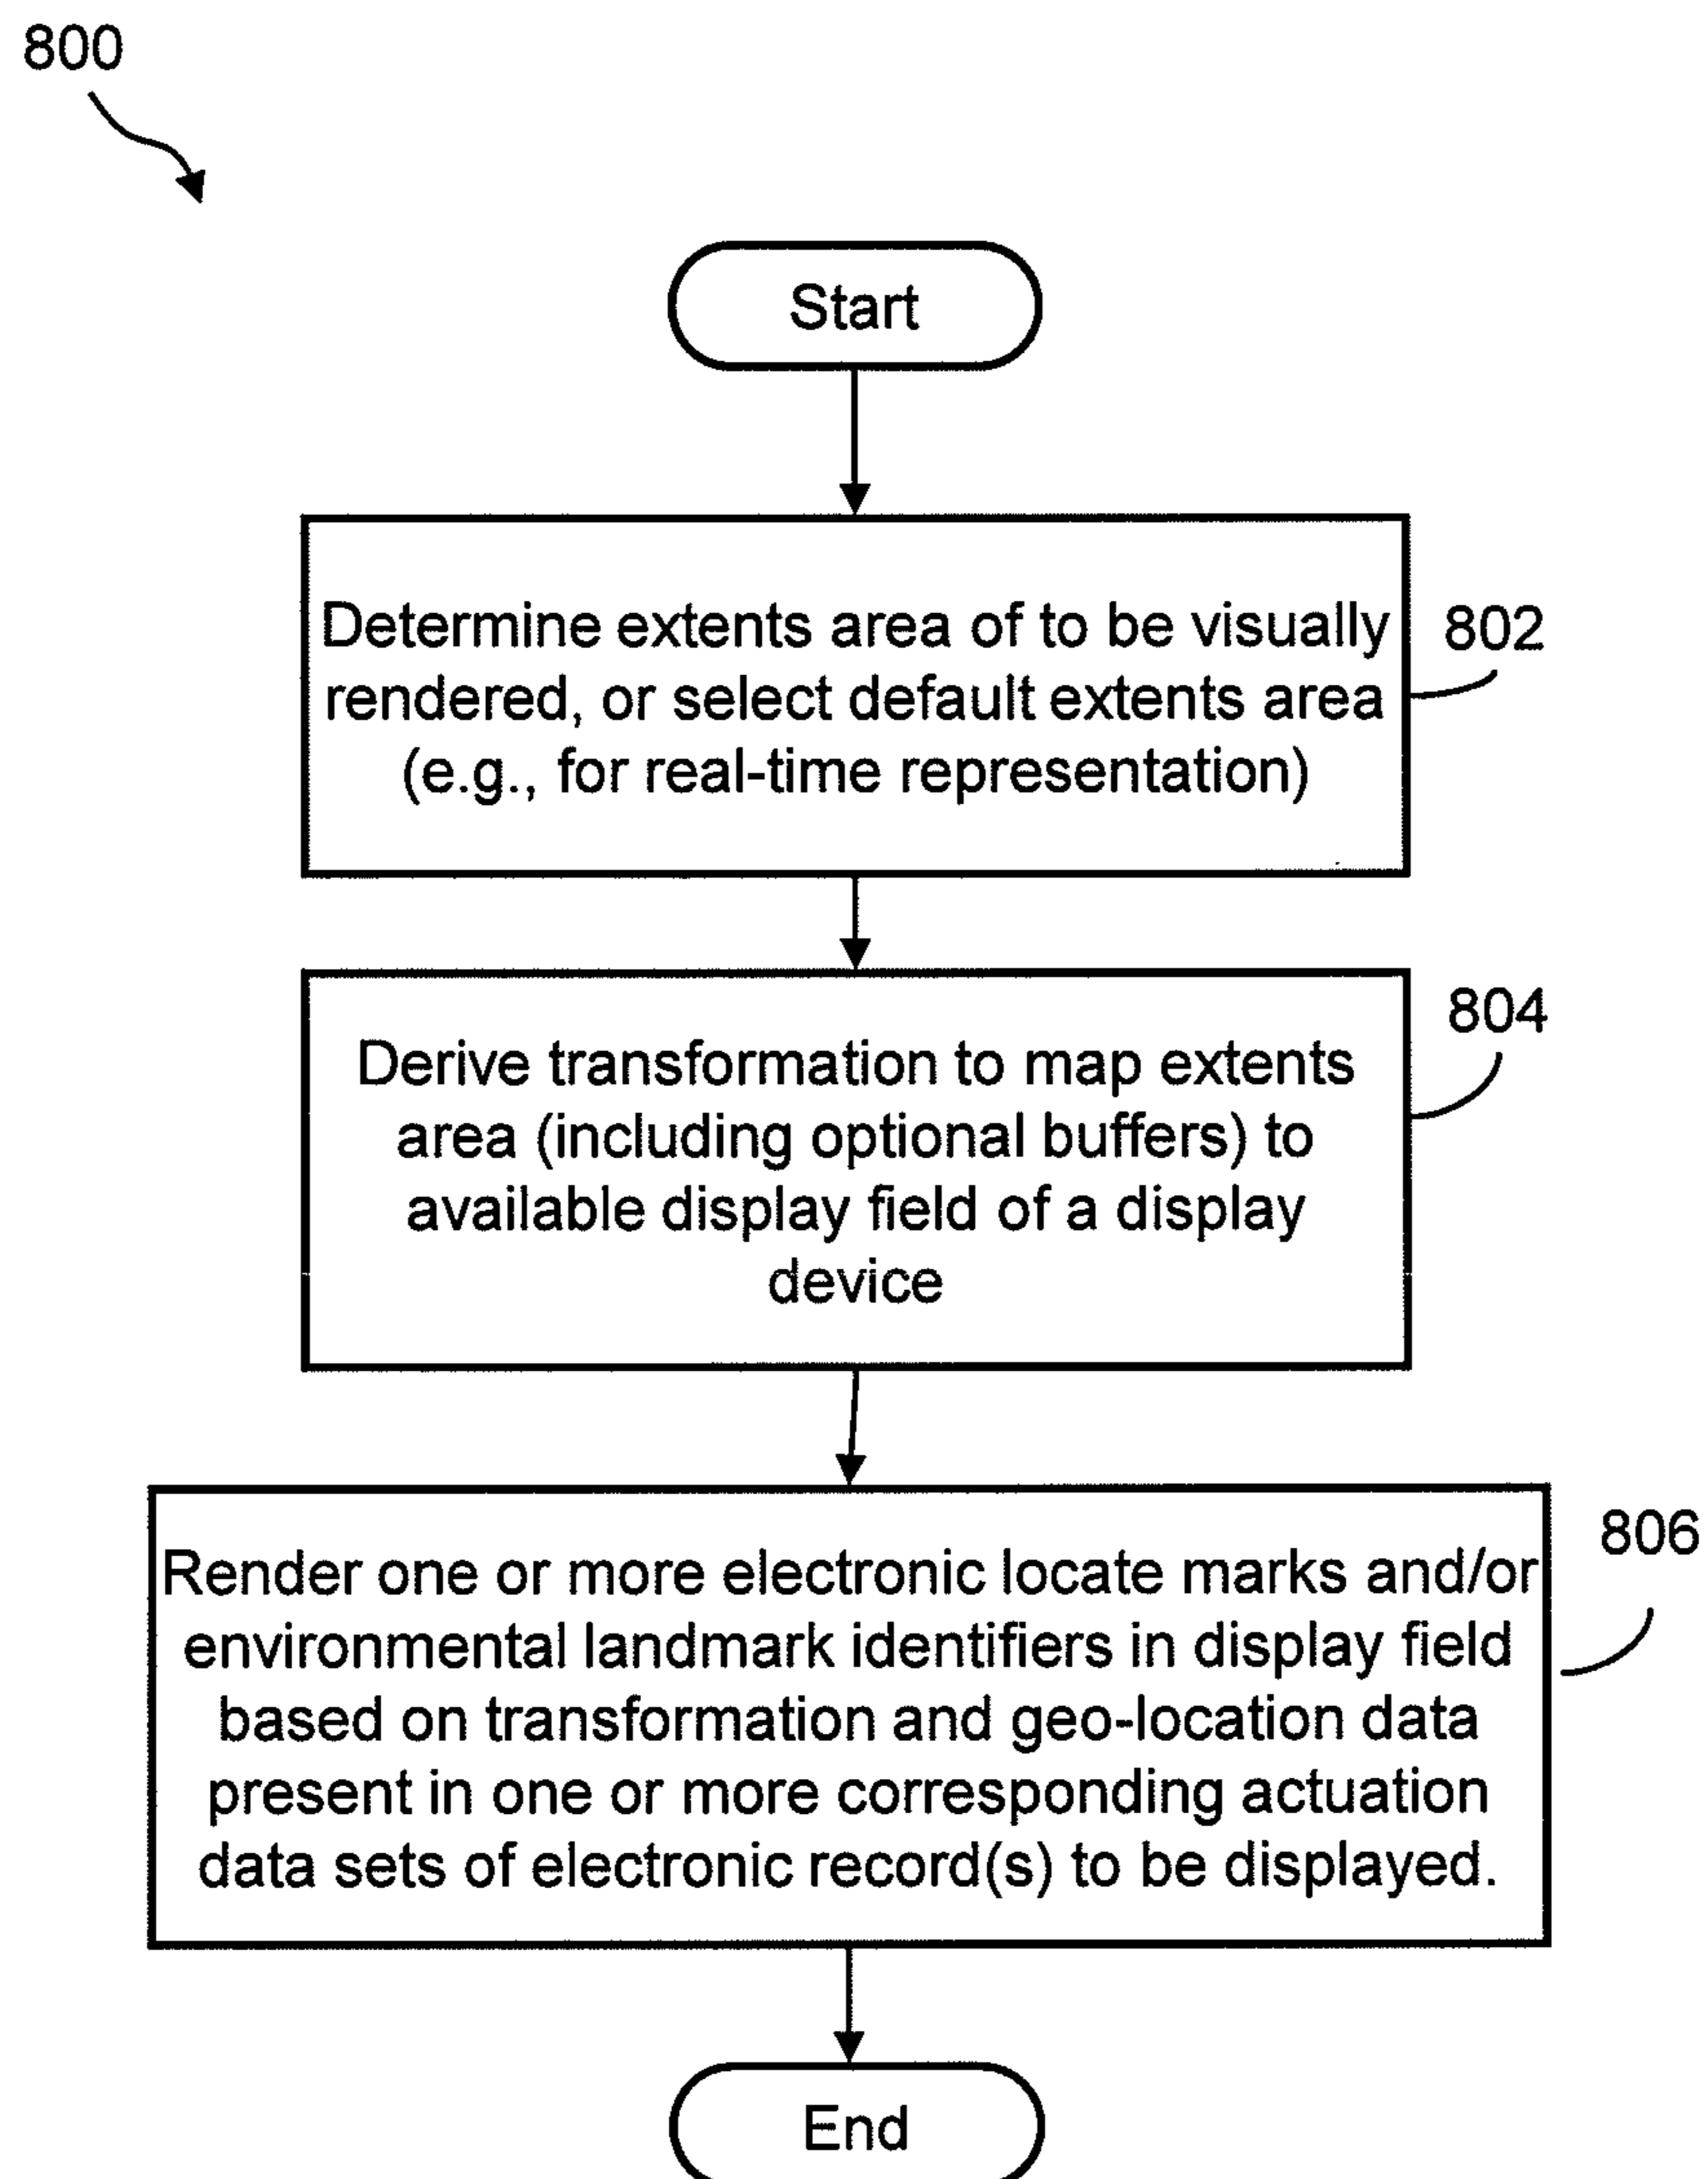 800
Start
Determine extents area of to be visually
rendered, or select default extents area
(e.g., for real-time representation)
802
Derive transformation to map extents
area (including optional buffers) to
available display field of a display
device
804
Render one or more electronic locate marks and/or
environmental landmark identifiers in display field
based on transformation and geo-location data
present in one or more corresponding actuation
data sets of electronic record(s) to be displayed.
806
End